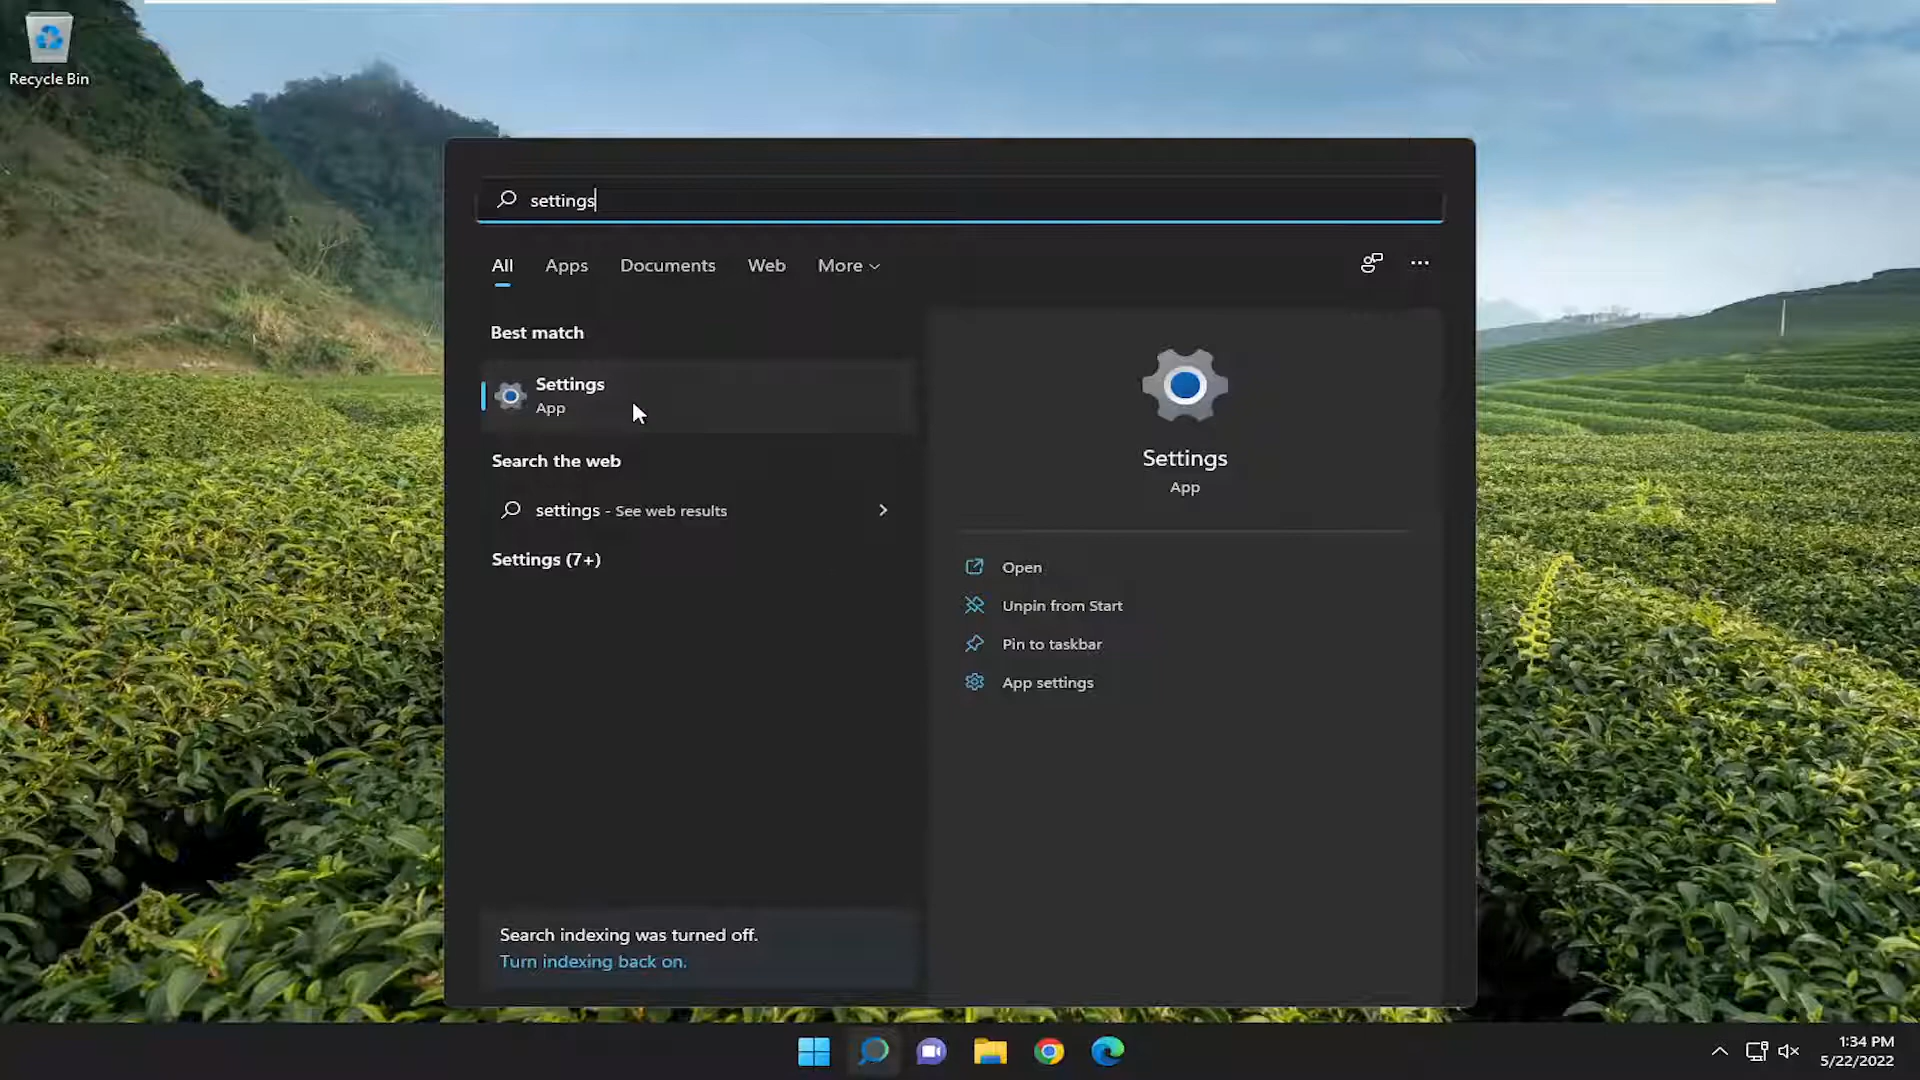 Recycle Bin
settings
All Apps Documents Web More
Best match
Settings
App
Search the web
settings - See web results
Settings (7+)
Search indexing was turned off.
Turn indexing back on.
Settings
App
Open
Unpin from Start
Pin to taskbar
App settings
1:34 PM
5/22/2022